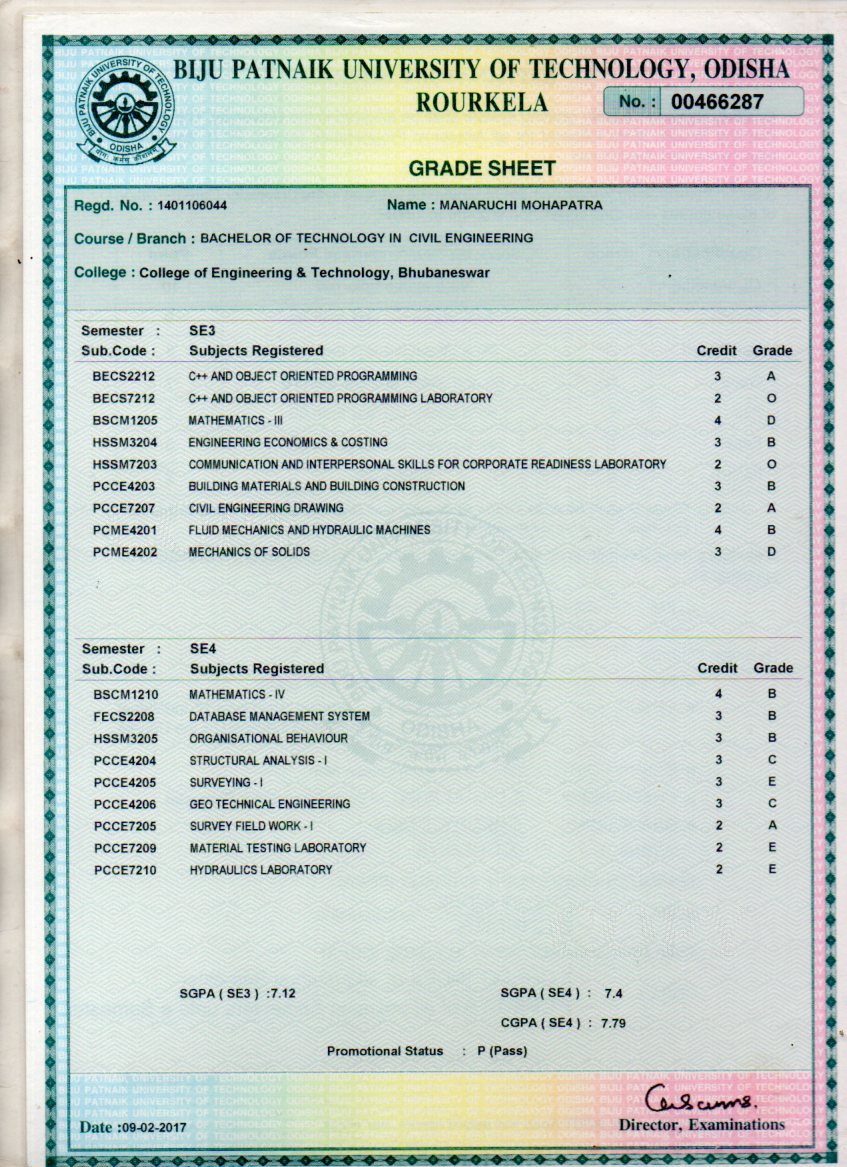 BIJU PATNAIK UNIVERSITY OF TECHNOLOGY, ODISHA
ROURKELA
No. : 00466287
BIJU PATNAIK UNIVERSITY OF TECHNOLOGY
ODISHA
GRADE SHEET
Regd. No. : 1401106044 Name : MANARUCHI MOHAPATRA
Course / Branch : BACHELOR OF TECHNOLOGY IN CIVIL ENGINEERING
College : College of Engineering & Technology, Bhubaneswar
Semester : SE3
Sub.Code : Subjects Registered Credit Grade
BECS2212 C++ AND OBJECT ORIENTED PROGRAMMING 3 A
BECS7212 C++ AND OBJECT ORIENTED PROGRAMMING LABORATORY 2 O
BSCM1205 MATHEMATICS - III 4 D
HSSM3204 ENGINEERING ECONOMICS & COSTING 3 B
HSSM7203 COMMUNICATION AND INTERPERSONAL SKILLS FOR CORPORATE READINESS LABORATORY 2 O
PCCE4203 BUILDING MATERIALS AND BUILDING CONSTRUCTION 3 B
PCCE7207 CIVIL ENGINEERING DRAWING 2 A
PCME4201 FLUID MECHANICS AND HYDRAULIC MACHINES 4 B
PCME4202 MECHANICS OF SOLIDS 3 D
Semester : SE4
Sub.Code : Subjects Registered Credit Grade
BSCM1210 MATHEMATICS - IV 4 B
FECS2208 DATABASE MANAGEMENT SYSTEM 3 B
HSSM3205 ORGANISATIONAL BEHAVIOUR 3 B
PCCE4204 STRUCTURAL ANALYSIS - I 3 C
PCCE4205 SURVEYING - I 3 E
PCCE4206 GEO TECHNICAL ENGINEERING 3 C
PCCE7205 SURVEY FIELD WORK - I 2 A
PCCE7209 MATERIAL TESTING LABORATORY 2 E
PCCE7210 HYDRAULICS LABORATORY 2 E
SGPA ( SE3 ) :7.12 SGPA ( SE4 ) : 7.4
CGPA ( SE4 ) : 7.79
Promotional Status : P (Pass)
Date :09-02-2017
Director, Examinations